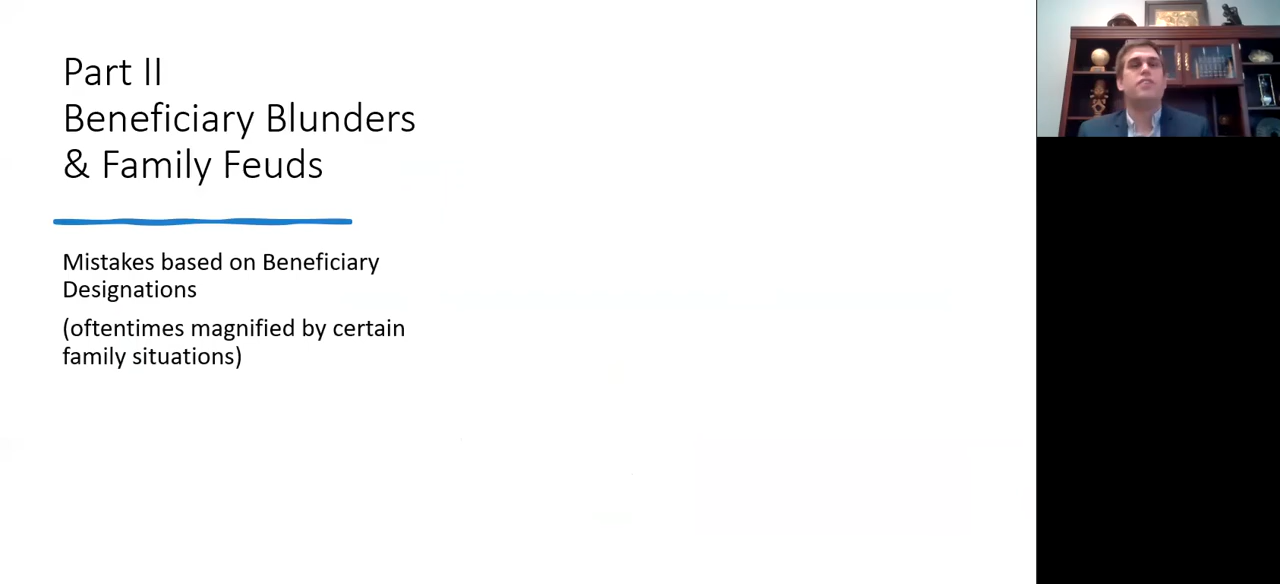 Part II
Beneficiary Blunders
& Family Feuds
Mistakes based on Beneficiary
Designations
(oftentimes magnified by certain
family situations)